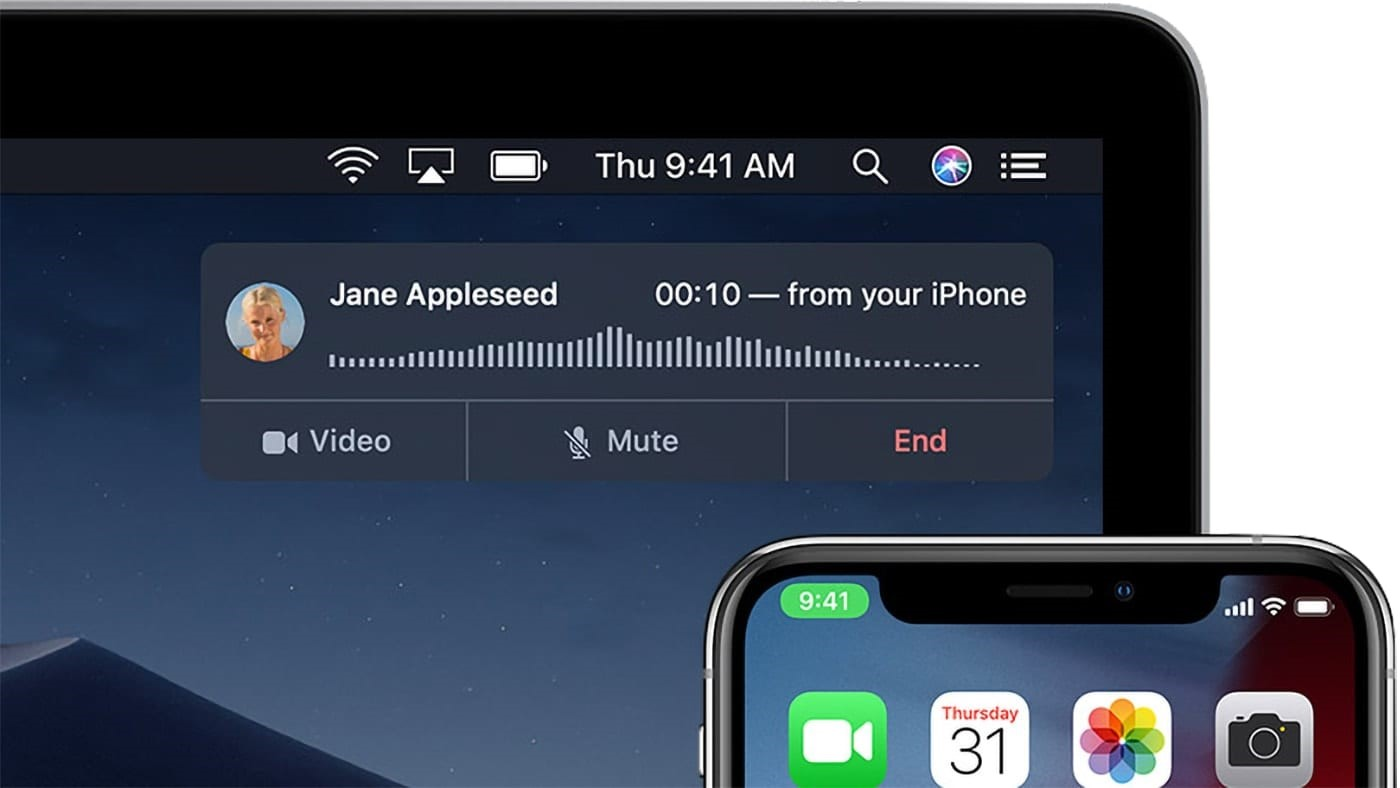 Thu 9:41 AM
Jane Appleseed 00:10 — from your iPhone
Video Mute End
9:41
Thursday
31